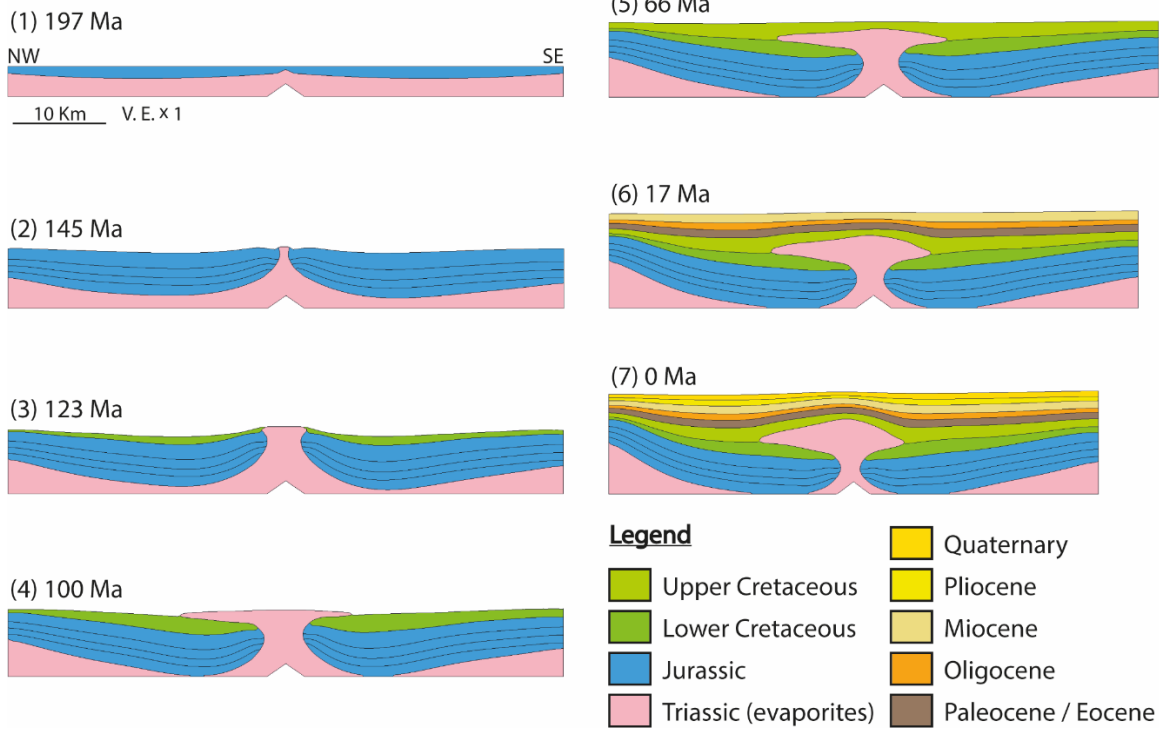 (1) 197 Ma
NW
SE
10 Km V. E. x 1
(2) 145 Ma
(3) 123 Ma
(4) 100 Ma
(5) 66 Ma
(6) 17 Ma
(7) 0 Ma
Legend
Upper Cretaceous
Lower Cretaceous
Jurassic
Triassic (evaporites)
Quaternary
Pliocene
Miocene
Oligocene
Paleocene / Eocene